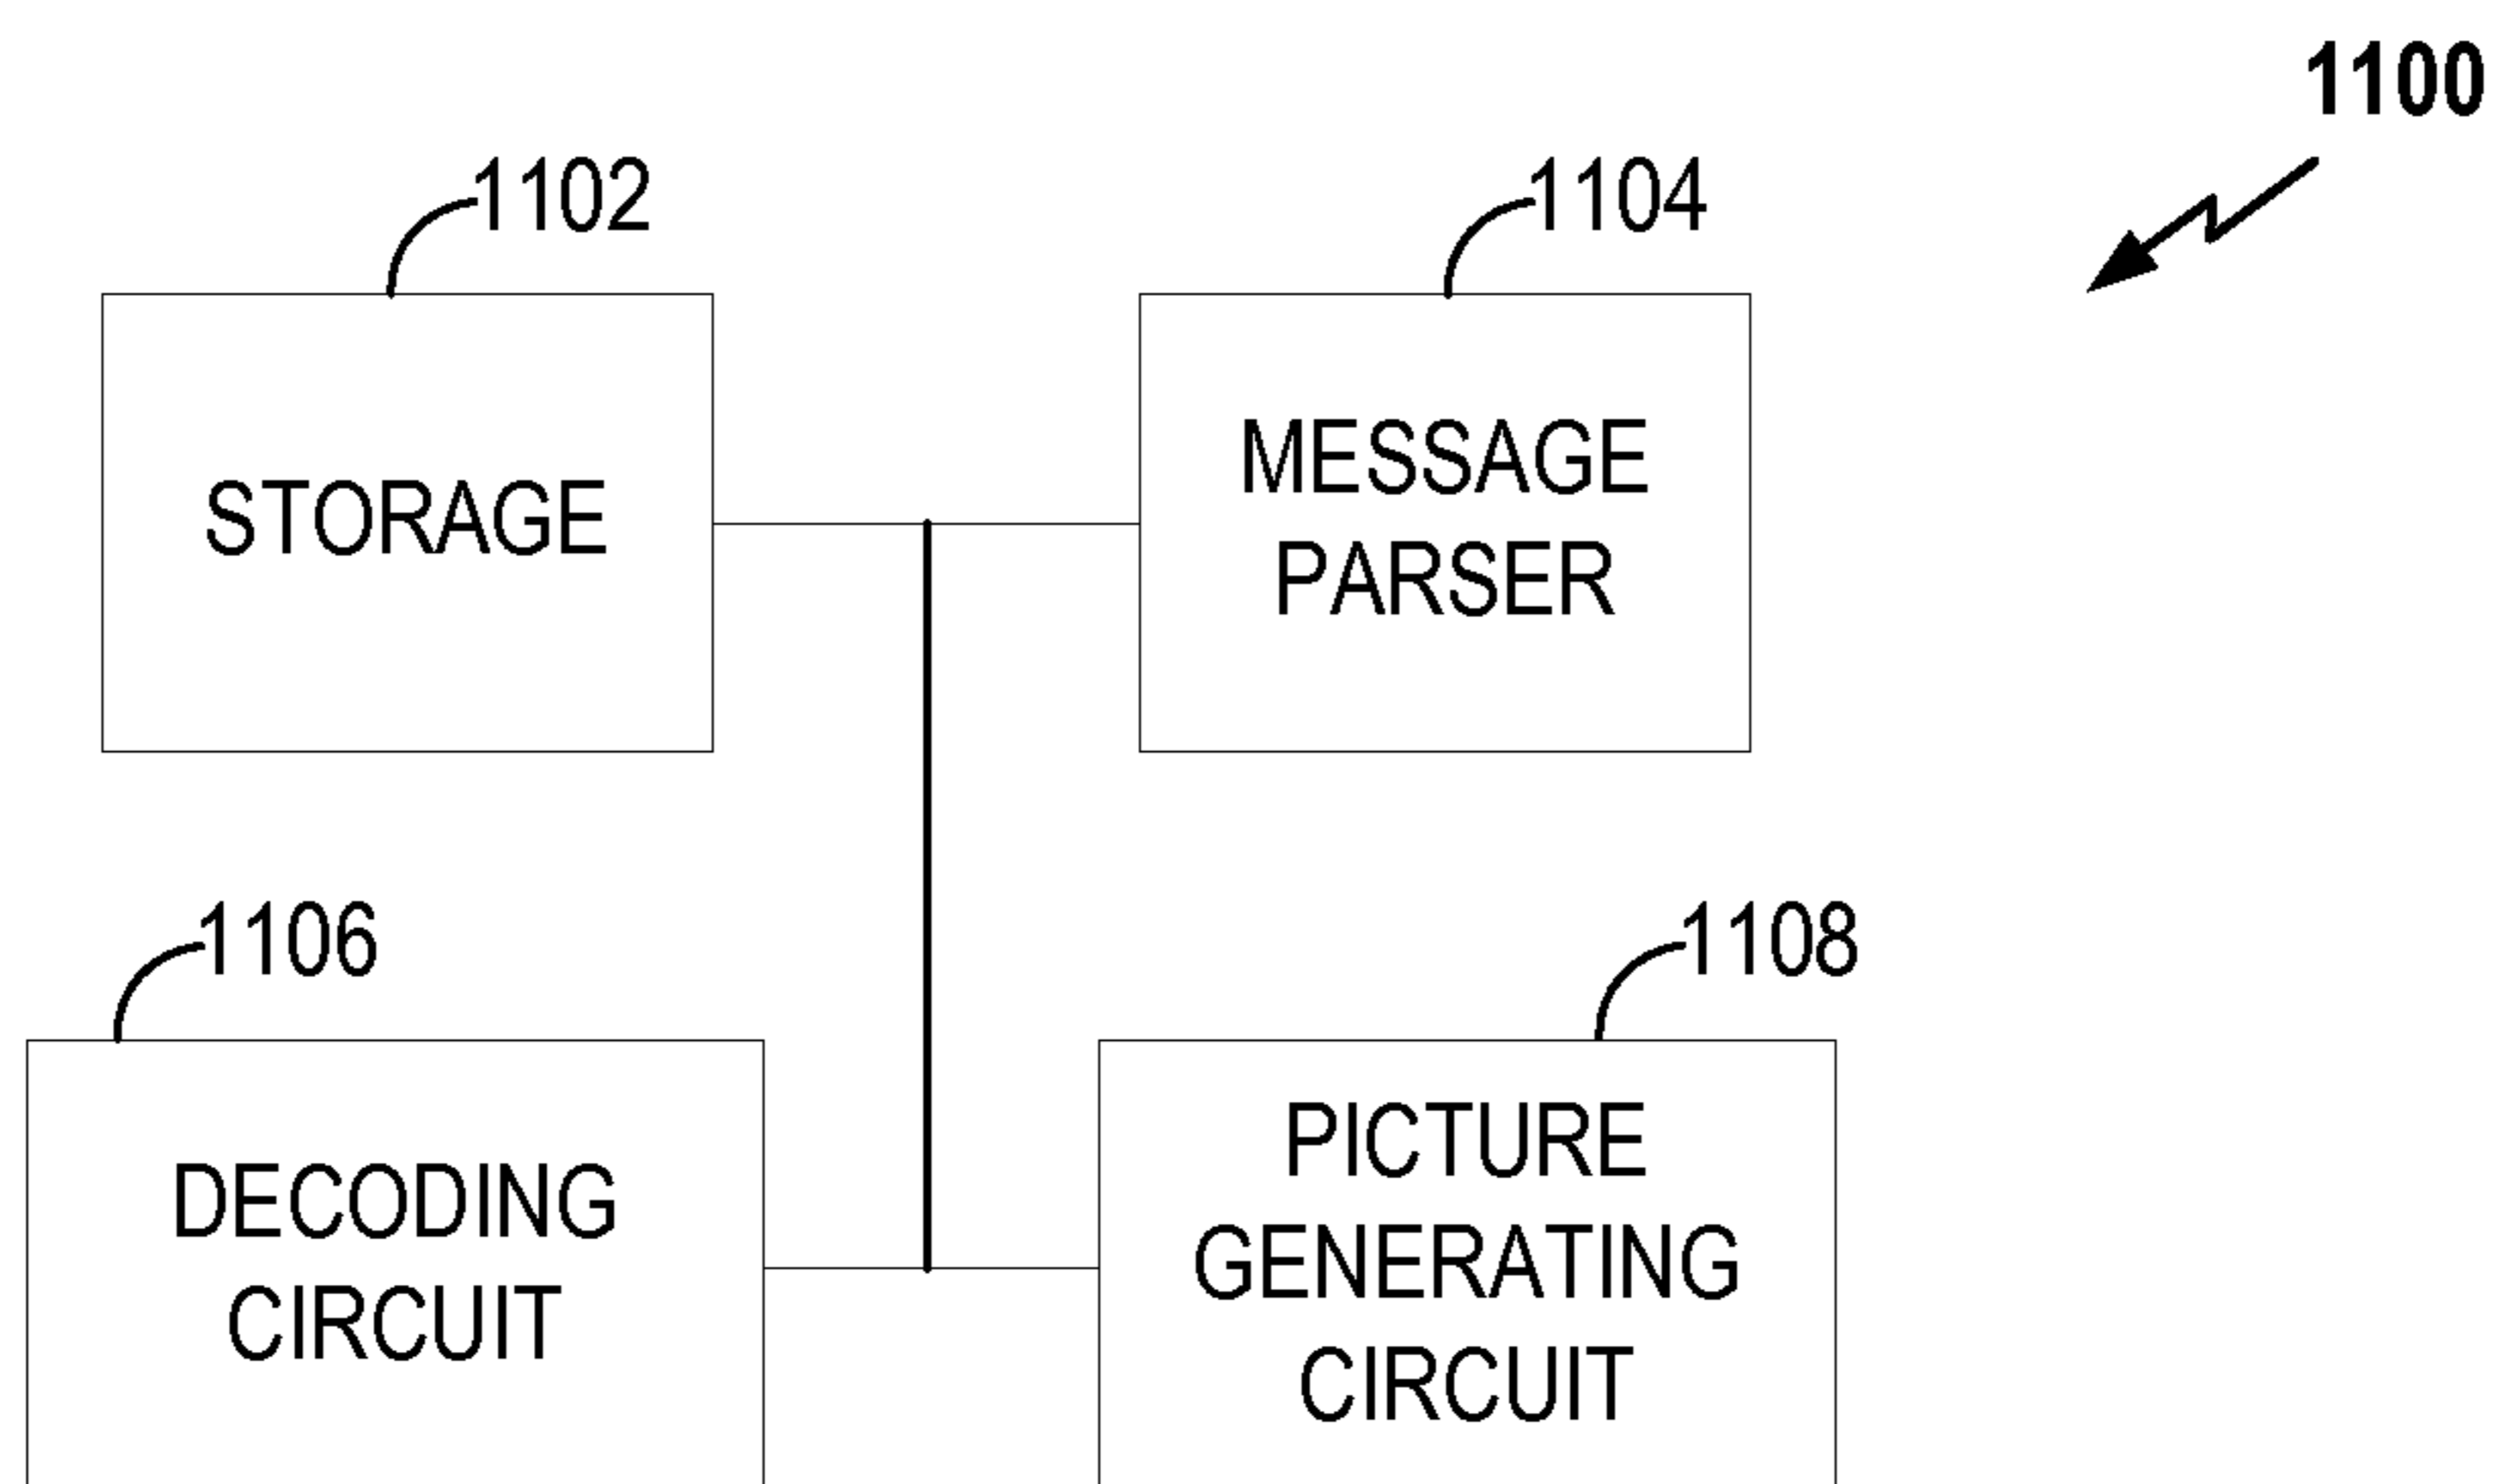 1100
1102
1104
STORAGE
MESSAGE
PARSER
1106
1108
DECODING
CIRCUIT
PICTURE
GENERATING
CIRCUIT